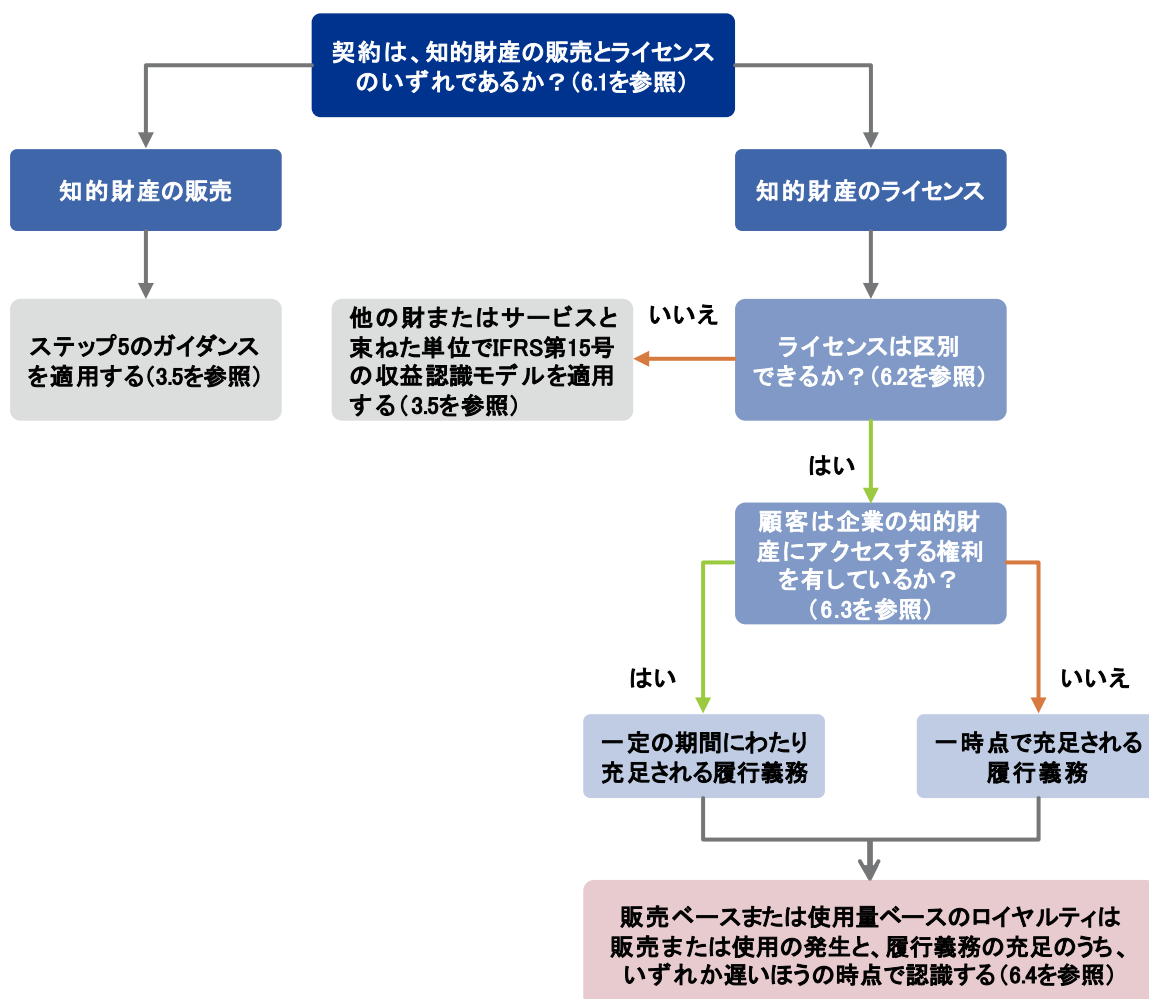 契約は、知的財産の販売とライセンス
のいずれであるか？（6.1を参照）
知的財産の販売
知的財産のライセンス
ステップ5のガイダンス
を適用する（3.5を参照）
他の財またはサービスと
束ねた単位でIFRS第15号
の収益認識モデルを適用
する（3.5を参照）
いいえ
ライセンスは区別
できるか？（6.2を参照）
はい
顧客は企業の知的財
産にアクセスする権利
を有しているか？
（6.3を参照）
はい
いいえ
一定の期間にわたり
充足される履行義務
一時点で充足される
履行義務
販売ベースまたは使用量ベースのロイヤルティは
販売または使用の発生と、履行義務の充足のうち、
いずれか遅いほうの時点で認識する（6.4を参照）